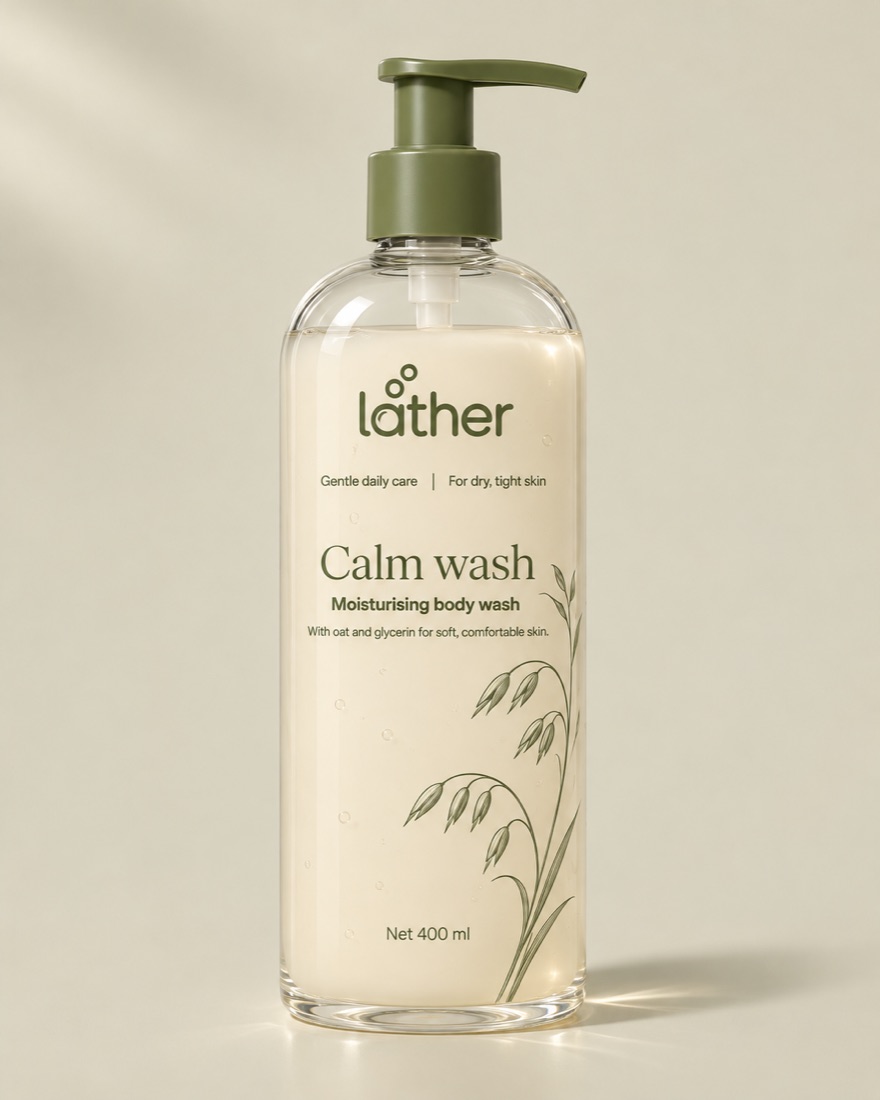 lather
Gentle daily care | For dry, tight skin
Calm wash
Moisturising body wash
With oat and glycerin for soft, comfortable skin.
Net 400 ml